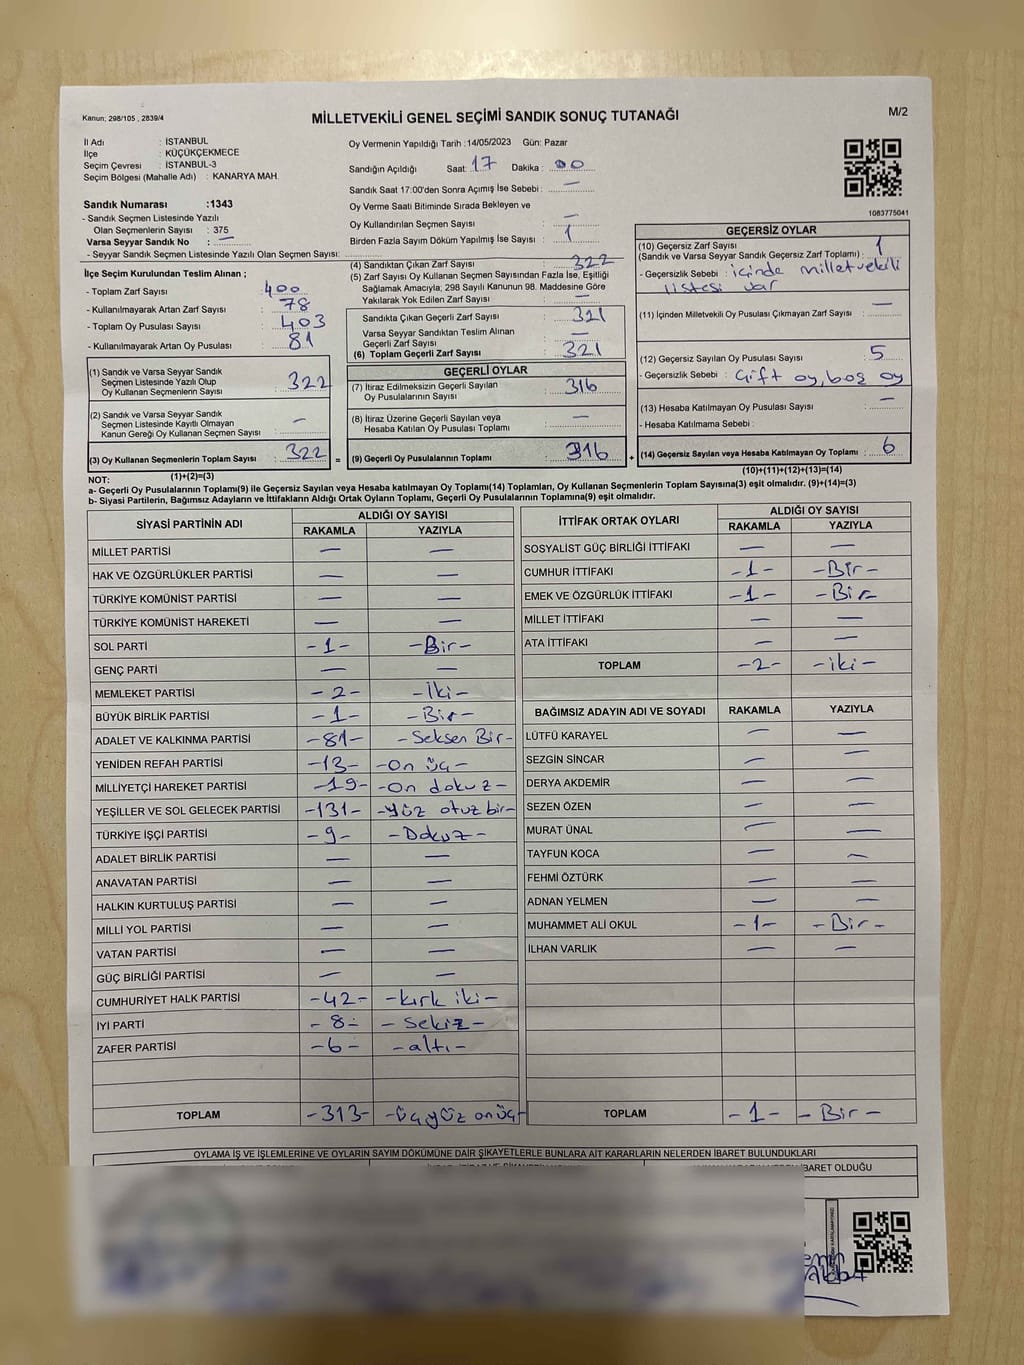 Kanun: 298/105 , 2839/4
MİLLETVEKİLİ GENEL SEÇİMİ SANDIK SONUÇ TUTANAĞI
M/2
İl Adı : İSTANBUL
İlçe : KÜÇÜKÇEKMECE
Seçim Çevresi : İSTANBUL-3
Seçim Bölgesi (Mahalle Adı) : KANARYA MAH.
Sandık Numarası :1343
- Sandık Seçmen Listesinde Yazılı
Olan Seçmenlerin Sayısı : 375
Varsa Seyyar Sandık No : —
- Seyyar Sandık Seçmen Listesinde Yazılı Olan Seçmen Sayısı:
Oy Vermenin Yapıldığı Tarih :14/05/2023 Gün: Pazar
Sandığın Açıldığı Saat: 17 Dakika : 00
Sandık Saat 17:00'den Sonra Açımış İse Sebebi : —
Oy Verme Saati Bitiminde Sırada Bekleyen ve
Oy Kullandırılan Seçmen Sayısı : —
Birden Fazla Sayım Dökümü Yapılmış İse Sayısı : 1
1083775041
İlçe Seçim Kurulundan Teslim Alınan ;
- Toplam Zarf Sayısı : 400
- Kullanılmayarak Artan Zarf Sayısı : 78
- Toplam Oy Pusulası Sayısı : 403
- Kullanılmayarak Artan Oy Pusulası : 81
(4) Sandıktan Çıkan Zarf Sayısı : 322
(5) Zarf Sayısı Oy Kullanan Seçmen Sayısından Fazla İse, Eşitliği
Sağlamak Amacıyla; 298 Sayılı Kanunun 98. Maddesine Göre
Yakılarak Yok Edilen Zarf Sayısı : —
Sandıkta Çıkan Geçerli Zarf Sayısı : 321
Varsa Seyyar Sandıktan Teslim Alınan
Geçerli Zarf Sayısı : —
(6) Toplam Geçerli Zarf Sayısı : 321
GEÇERSİZ OYLAR
(10) Geçersiz Zarf Sayısı : 1
(Sandık ve Varsa Seyyar Sandık Geçersiz Zarf Toplamı) :
- Geçersizlik Sebebi : içinde milletvekili
listesi var
(11) İçinden Milletvekili Oy Pusulası Çıkmayan Zarf Sayısı : —
(12) Geçersiz Sayılan Oy Pusulası Sayısı : 5
- Geçersizlik Sebebi : Çift oy, boş oy
(13) Hesaba Katılmayan Oy Pusulası Sayısı : —
- Hesaba Katılmama Sebebi :
(14) Geçersiz Sayılan veya Hesaba Katılmayan Oy Toplamı : 6
(1) Sandık ve Varsa Seyyar Sandık
Seçmen Listesinde Yazılı Olup
Oy Kullanan Seçmenlerin Sayısı : 322
(2) Sandık ve Varsa Seyyar Sandık
Seçmen Listesinde Kayıtlı Olmayan
Kanun Gereği Oy Kullanan Seçmen Sayısı : —
(3) Oy Kullanan Seçmenlerin Toplam Sayısı : 322
GEÇERLİ OYLAR
(7) İtiraz Edilmeksizin Geçerli Sayılan
Oy Pusulasının Sayısı : 316
(8) İtiraz Üzerine Geçerli Sayılan veya
Hesaba Katılan Oy Pusulası Toplamı : —
(9) Geçerli Oy Pusulalarının Toplamı : 316
(1)+(2)=(3)
(10)+(11)+(12)+(13)=(14)
NOT:
a- Geçerli Oy Pusulalarının Toplamı(9) ile Geçersiz Sayılan veya Hesaba katılmayan Oy Toplamı(14) Toplamları, Oy Kullanan Seçmenlerin Toplam Sayısına(3) eşit olmalıdır. (9)+(14)=(3)
b- Siyasi Partilerin, Bağımsız Adayların ve İttifakların Aldığı Ortak Oyların Toplamı, Geçerli Oy Pusulalarının Toplamına(9) eşit olmalıdır.
SİYASİ PARTİNİN ADI ALDIĞI OY SAYISI
RAKAMLA YAZIYLA
MİLLET PARTİSİ — —
HAK VE ÖZGÜRLÜKLER PARTİSİ — —
TÜRKİYE KOMÜNİST PARTİSİ — —
TÜRKİYE KOMÜNİST HAREKETİ — —
SOL PARTİ -1- -Bir-
GENÇ PARTİ — —
MEMLEKET PARTİSİ -2- -İki-
BÜYÜK BİRLİK PARTİSİ -1- -Bir-
ADALET VE KALKINMA PARTİSİ -81- -Seksen Bir-
YENİDEN REFAH PARTİSİ -13- -On üç-
MİLLİYETÇİ HAREKET PARTİSİ -19- -On dokuz-
YEŞİLLER VE SOL GELECEK PARTİSİ -131- -yüz otuz bir-
TÜRKİYE İŞÇİ PARTİSİ -9- -Dokuz-
ADALET BİRLİK PARTİSİ — —
ANAVATAN PARTİSİ — —
HALKIN KURTULUŞ PARTİSİ — —
MİLLİ YOL PARTİSİ — —
VATAN PARTİSİ — —
GÜÇ BİRLİĞİ PARTİSİ — —
CUMHURİYET HALK PARTİSİ -42- -kırk iki-
İYİ PARTİ -8- -Sekiz-
ZAFER PARTİSİ -6- -altı-
TOPLAM -313- -üçyüz onüç-
İTTİFAK ORTAK OYLARI ALDIĞI OY SAYISI
RAKAMLA YAZIYLA
SOSYALİST GÜÇ BİRLİĞİ İTTİFAKI — —
CUMHUR İTTİFAKI -1- -Bir-
EMEK VE ÖZGÜRLÜK İTTİFAKI -1- -Bir-
MİLLET İTTİFAKI — —
ATA İTTİFAKI — —
TOPLAM -2- -iki-
BAĞIMSIZ ADAYIN ADI VE SOYADI RAKAMLA YAZIYLA
LÜTFÜ KARAYEL — —
SEZGİN SİNCAR — —
DERYA AKDEMİR — —
SEZEN ÖZEN — —
MURAT ÜNAL — —
TAYFUN KOCA — —
FEHMİ ÖZTÜRK — —
ADNAN YELMEN — —
MUHAMMET ALİ OKUL -1- -Bir-
İLHAN VARLIK — —
TOPLAM -1- -Bir-
OYLAMA İŞ VE İŞLEMLERİNE VE OYLARIN SAYIM DÖKÜMÜNE DAİR ŞİKAYETLERLE BUNLARA AİT KARARLARIN NELERDEN İBARET BULUNDUKLARI
İBARET OLDUĞU